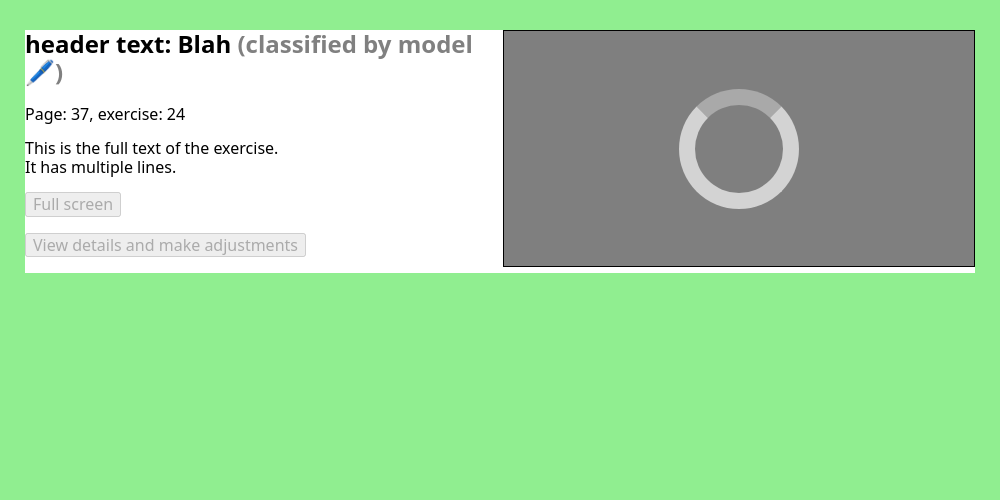 header text: Blah (classified by model
🖊️)
Page: 37, exercise: 24
This is the full text of the exercise.
It has multiple lines.
Full screen
View details and make adjustments